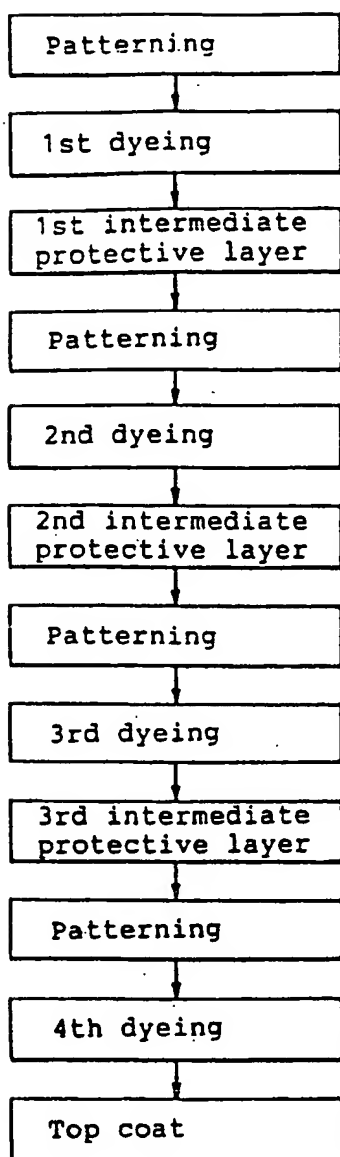 Patterning
1st dyeing
1st intermediate
protective layer
Patterning
2nd dyeing
2nd intermediate
protective layer
Patterning
3rd dyeing
3rd intermediate
protective layer
Patterning
4th dyeing
Top coat